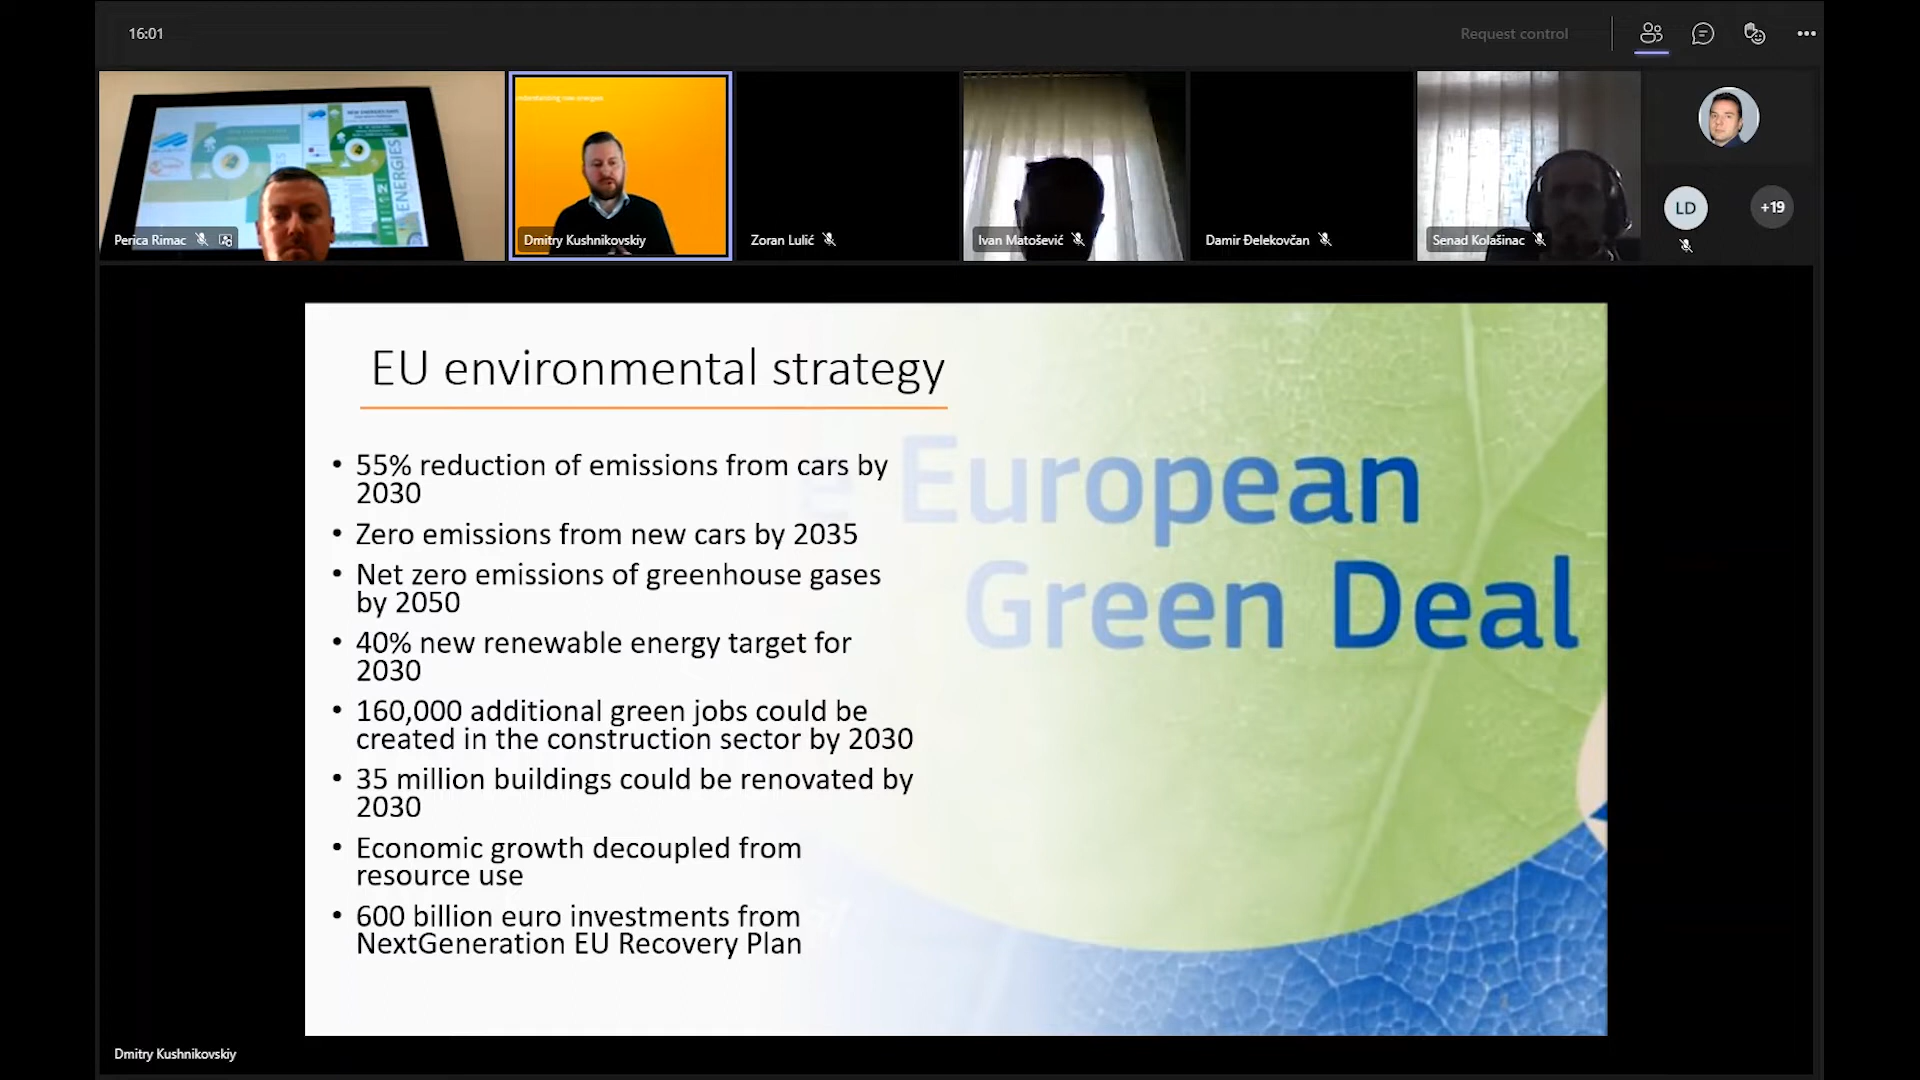 16:01
Request control
understanding new energies
ENERGIES
Perica Rimac
Dmitry Kushnikovskiy
Zoran Lulić
Ivan Matošević
Damir Đelekovčan
Senad Kolašinac
LD
+19
EU environmental strategy
• 55% reduction of emissions from cars by
2030
• Zero emissions from new cars by 2035
• Net zero emissions of greenhouse gases
by 2050
• 40% new renewable energy target for
2030
• 160,000 additional green jobs could be
created in the construction sector by 2030
• 35 million buildings could be renovated by
2030
• Economic growth decoupled from
resource use
• 600 billion euro investments from
NextGeneration EU Recovery Plan
European
Green Deal
Dmitry Kushnikovskiy